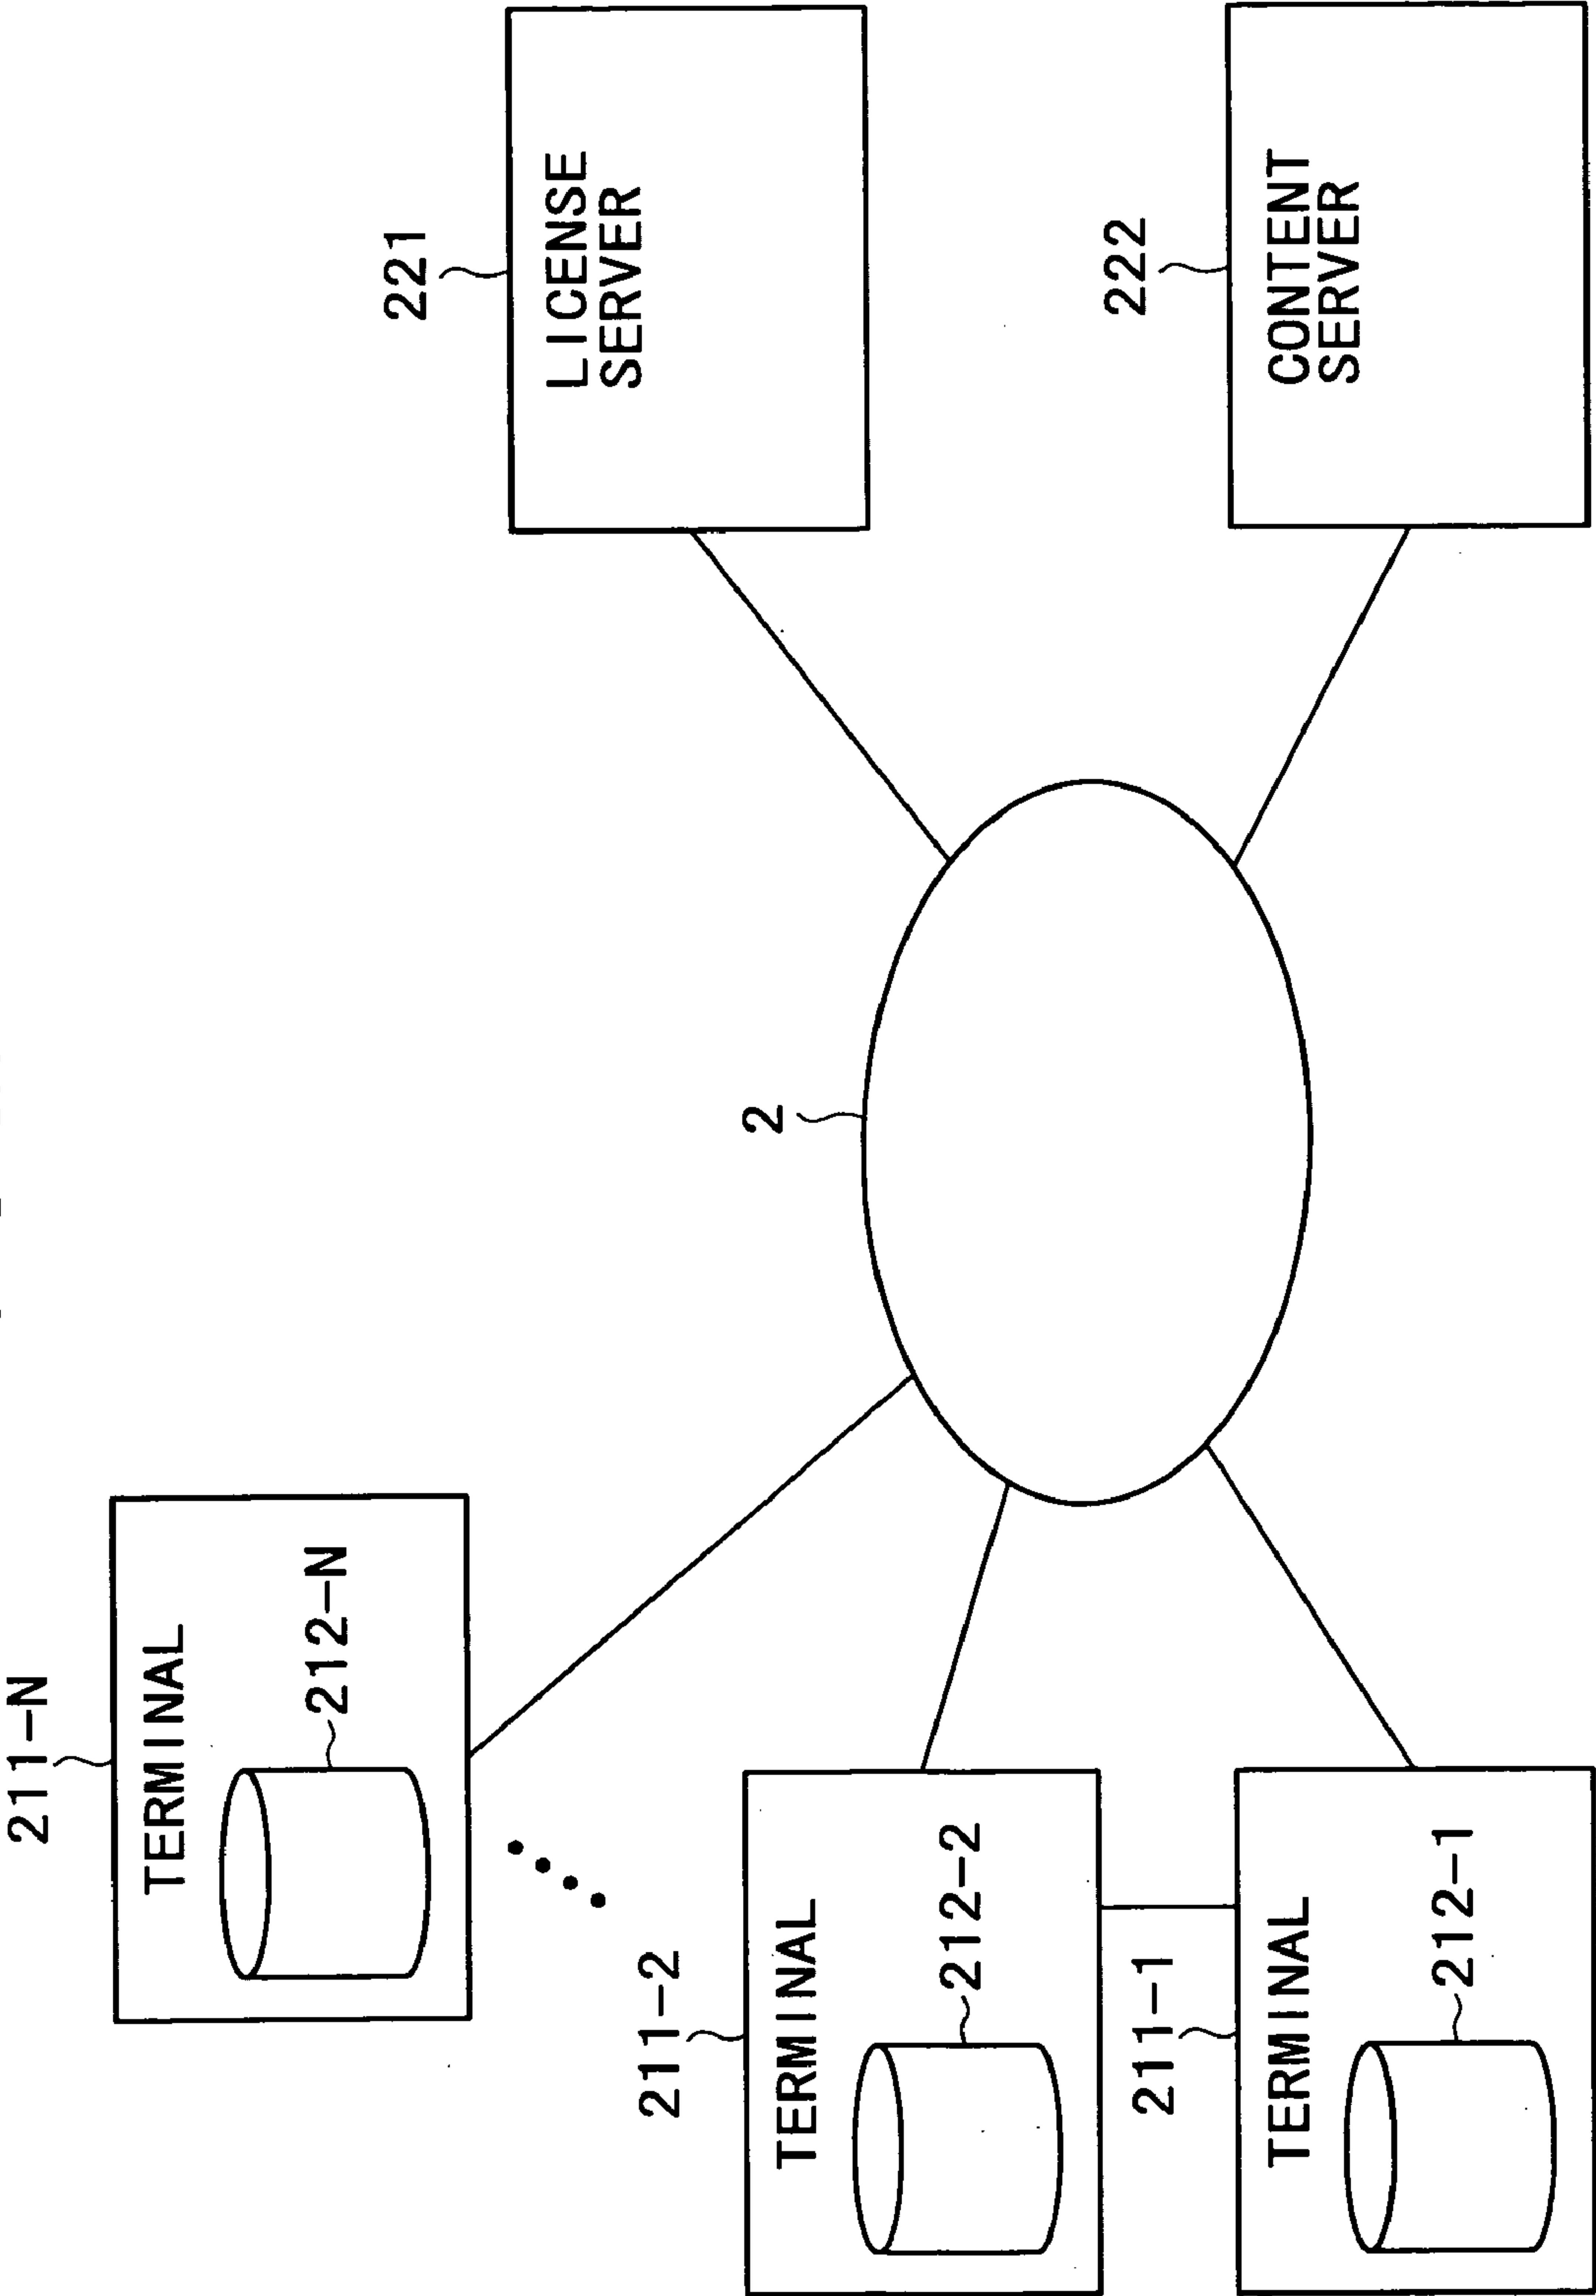 211-N
TERMINAL
212-N
211-2
TERMINAL
212-2
211-1
TERMINAL
212-1
2
221
LICENSE
SERVER
222
CONTENT
SERVER